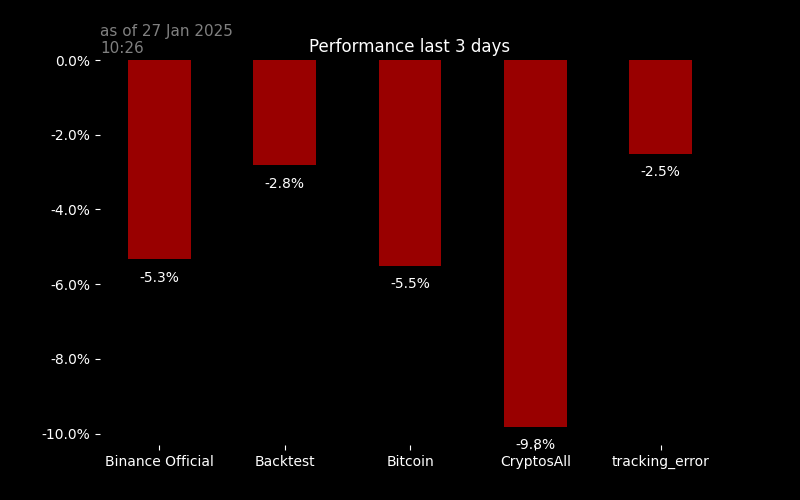 as of 27 Jan 2025
10:26
Performance last 3 days
0.0%
-2.0%
-4.0%
-6.0%
-8.0%
-10.0%
-5.3%
-2.8%
-5.5%
-9.8%
-2.5%
Binance Official
Backtest
Bitcoin
CryptosAll
tracking_error